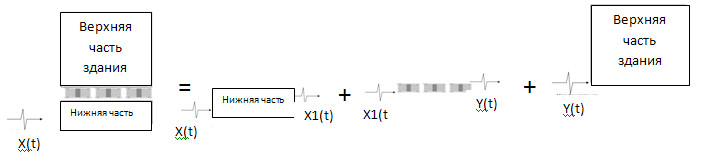 Верхняя
часть
здания
Нижняя часть
X(t)
=
Нижняя часть
X(t)
X1(t)
+
X1(t
Y(t)
+
Y(t)
Верхняя
часть
здания